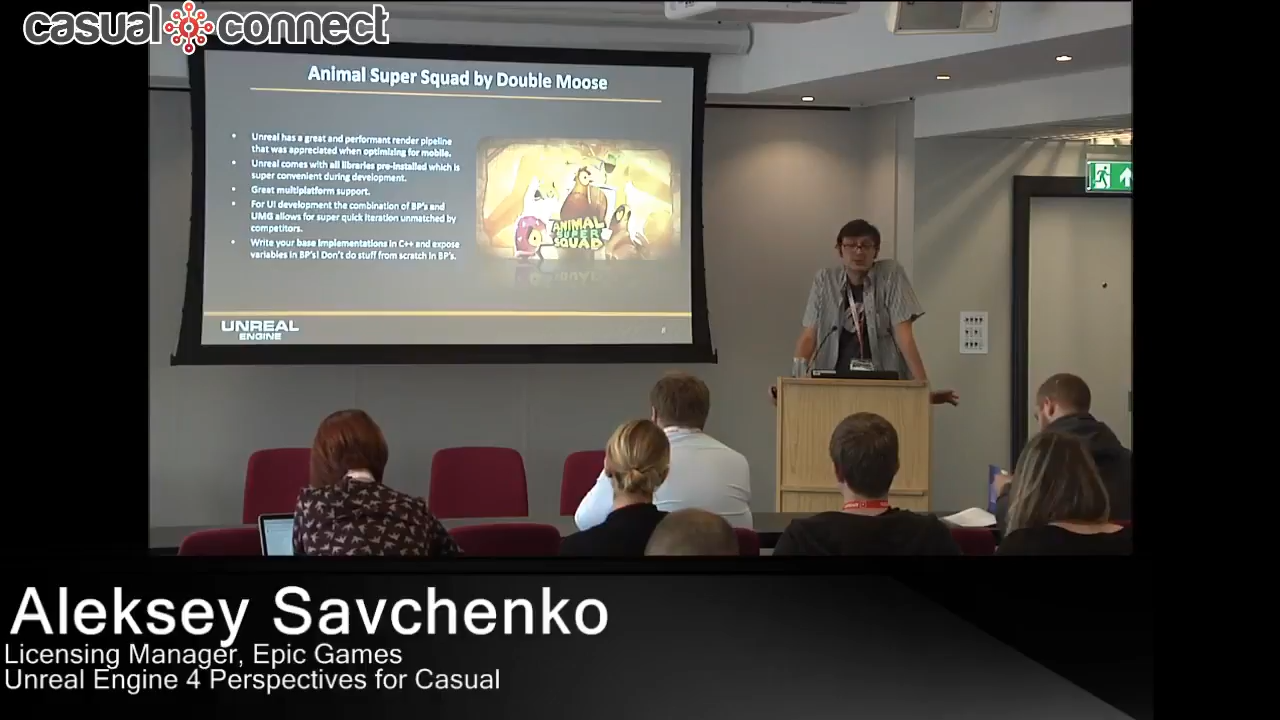 casual connect
Animal Super Squad by Double Moose
• Unreal has a great and performant render pipeline
that was appreciated when optimizing for mobile.
• Unreal comes with all libraries pre-installed which is
super convenient during development.
• Great multiplatform support.
• For UI development the combination of BP's and
UMG allows for super quick iteration unmatched by
competitors.
• Write your base implementations in C++ and expose
variables in BP's! Don't do stuff from scratch in BP's.
ANIMAL
SUPER
SQUAD
UNREAL
ENGINE
8
Aleksey Savchenko
Licensing Manager, Epic Games
Unreal Engine 4 Perspectives for Casual